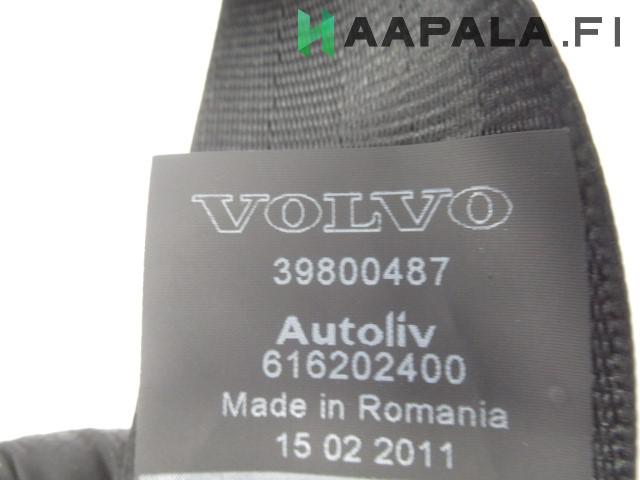 HAAPALA.FI
VOLVO
39800487
Autoliv
616202400
Made in Romania
15 02 2011